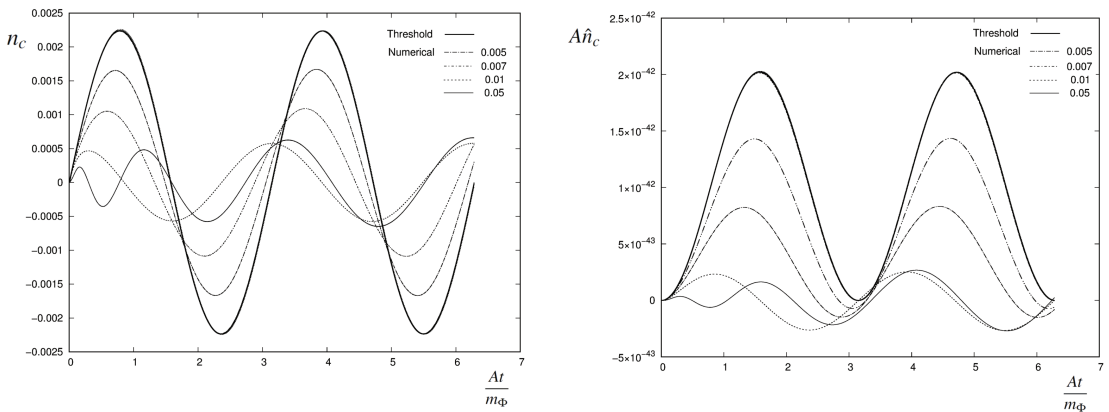 n_c
0.0025
0.002
0.0015
0.001
0.0005
0
−0.0005
−0.001
−0.0015
−0.002
−0.0025
0 1 2 3 4 5 6 7
Threshold
Numerical 0.005
0.007
0.01
0.05
At
m_Φ
An̂_c
2.5×10⁻⁴²
2×10⁻⁴²
1.5×10⁻⁴²
1×10⁻⁴²
5×10⁻⁴³
0
−5×10⁻⁴³
0 1 2 3 4 5 6 7
Threshold
Numerical 0.005
0.007
0.01
0.05
At
m_Φ